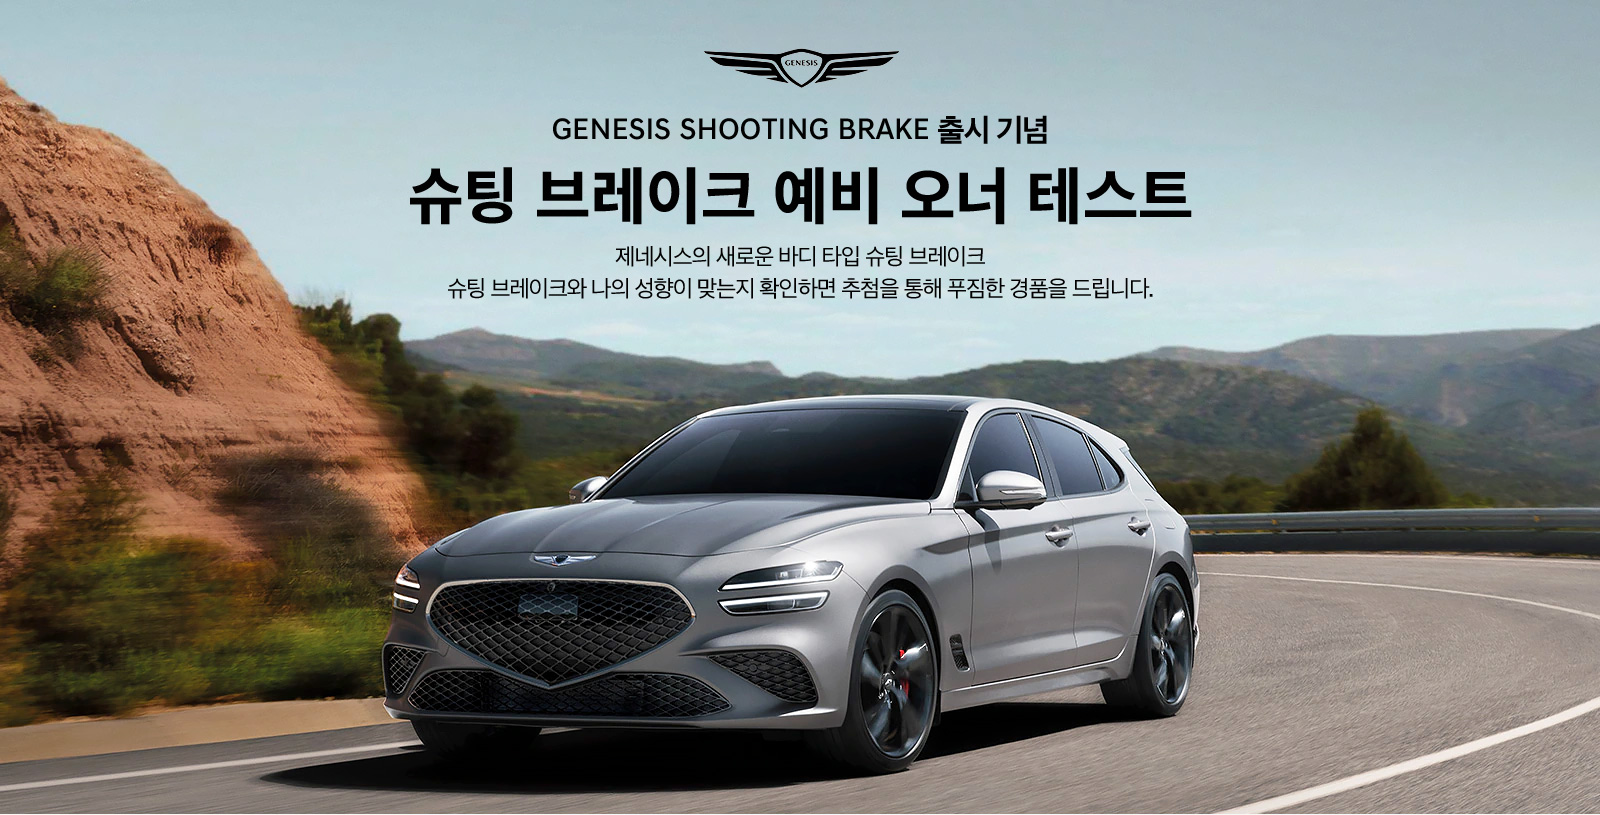 GENESIS
GENESIS SHOOTING BRAKE 출시 기념
슈팅 브레이크 예비 오너 테스트
제네시스의 새로운 바디 타입 슈팅 브레이크
슈팅 브레이크와 나의 성향이 맞는지 확인하면 추첨을 통해 푸짐한 경품을 드립니다.